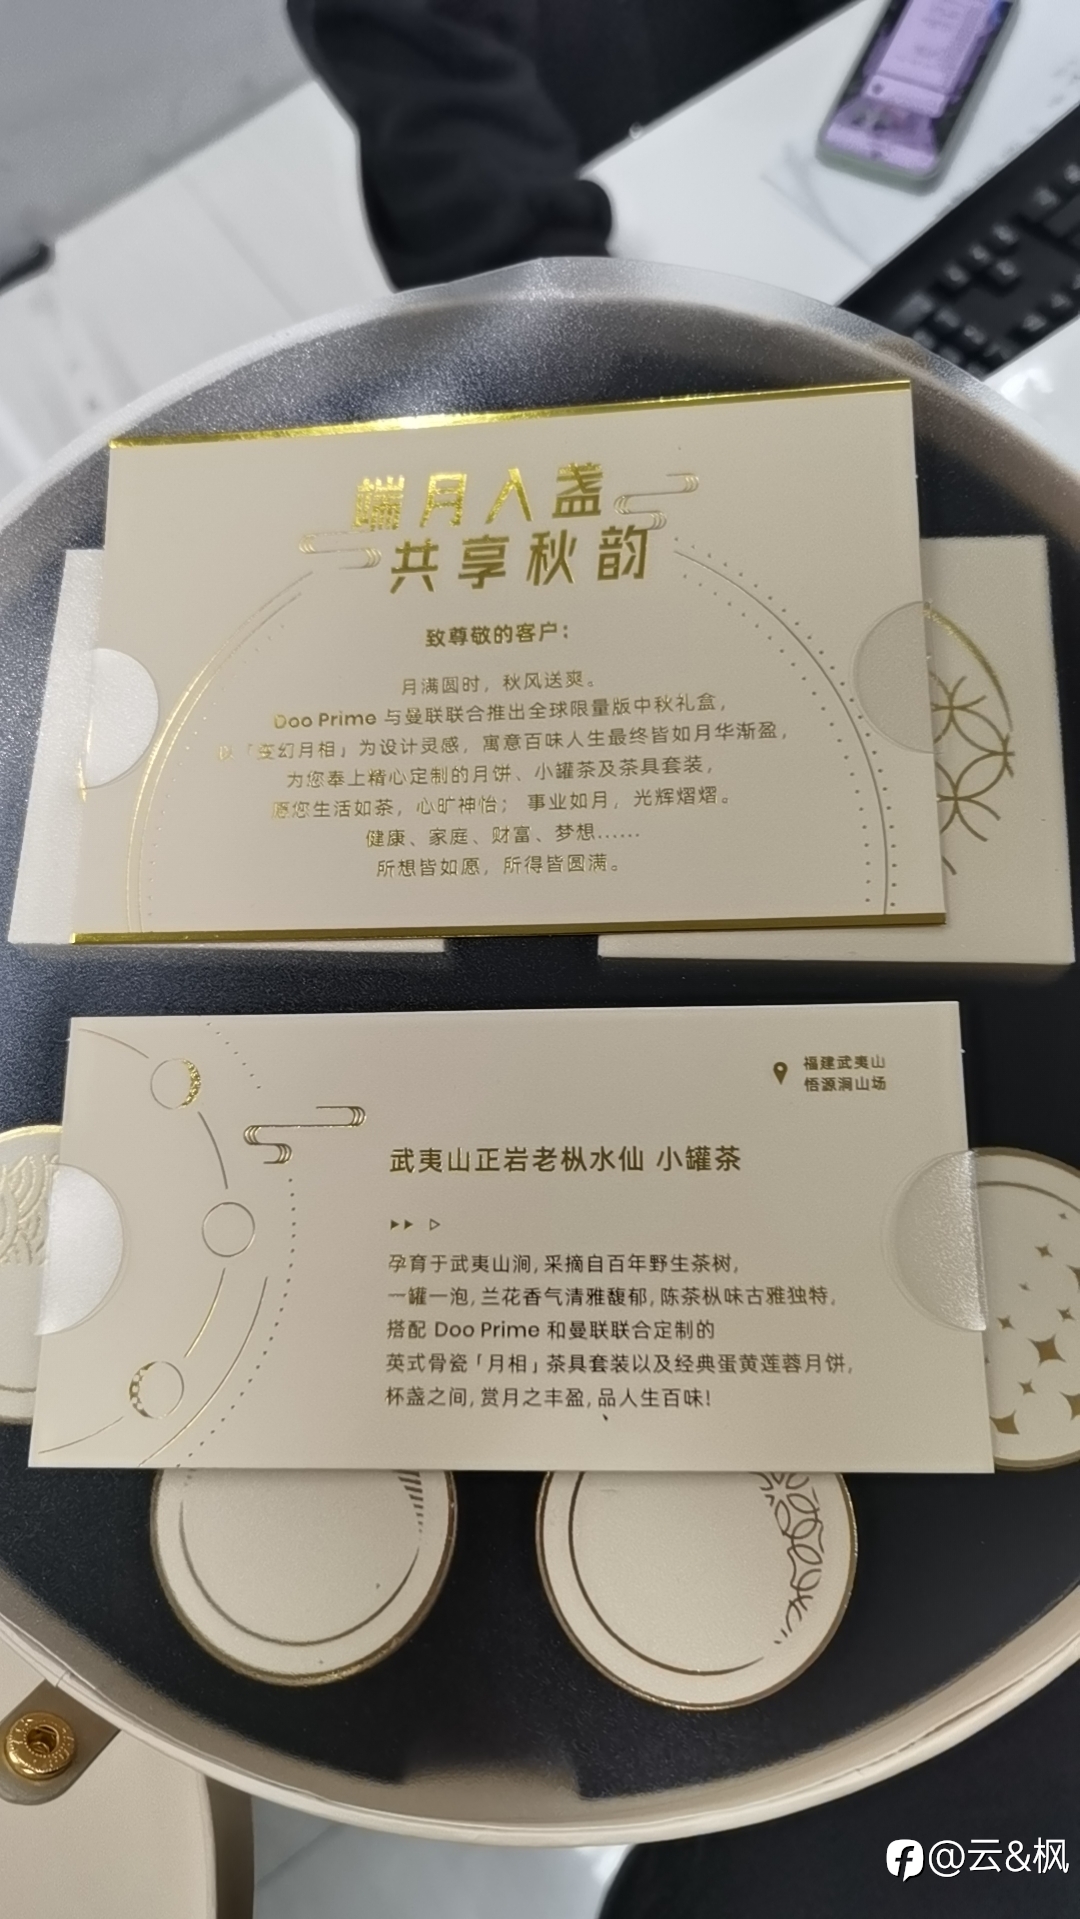 端月入盏
共享秋韵
致尊敬的客户：
月满圆时，秋风送爽。
Doo Prime 与曼联联合推出全球限量版中秋礼盒，
以「变幻月相」为设计灵感，寓意百味人生最终皆如月华渐盈，
为您奉上精心定制的月饼、小罐茶及茶具套装，
愿您生活如茶，心旷神怡； 事业如月，光辉熠熠。
健康、家庭、财富、梦想……
所想皆如愿，所得皆圆满。
福建武夷山
悟源涧山场
武夷山正岩老枞水仙 小罐茶
孕育于武夷山涧,采摘自百年野生茶树,
一罐一泡,兰花香气清雅馥郁,陈茶枞味古雅独特,
搭配 Doo Prime 和曼联联合定制的
英式骨瓷「月相」茶具套装以及经典蛋黄莲蓉月饼,
杯盏之间,赏月之丰盈,品人生百味!
@云&枫